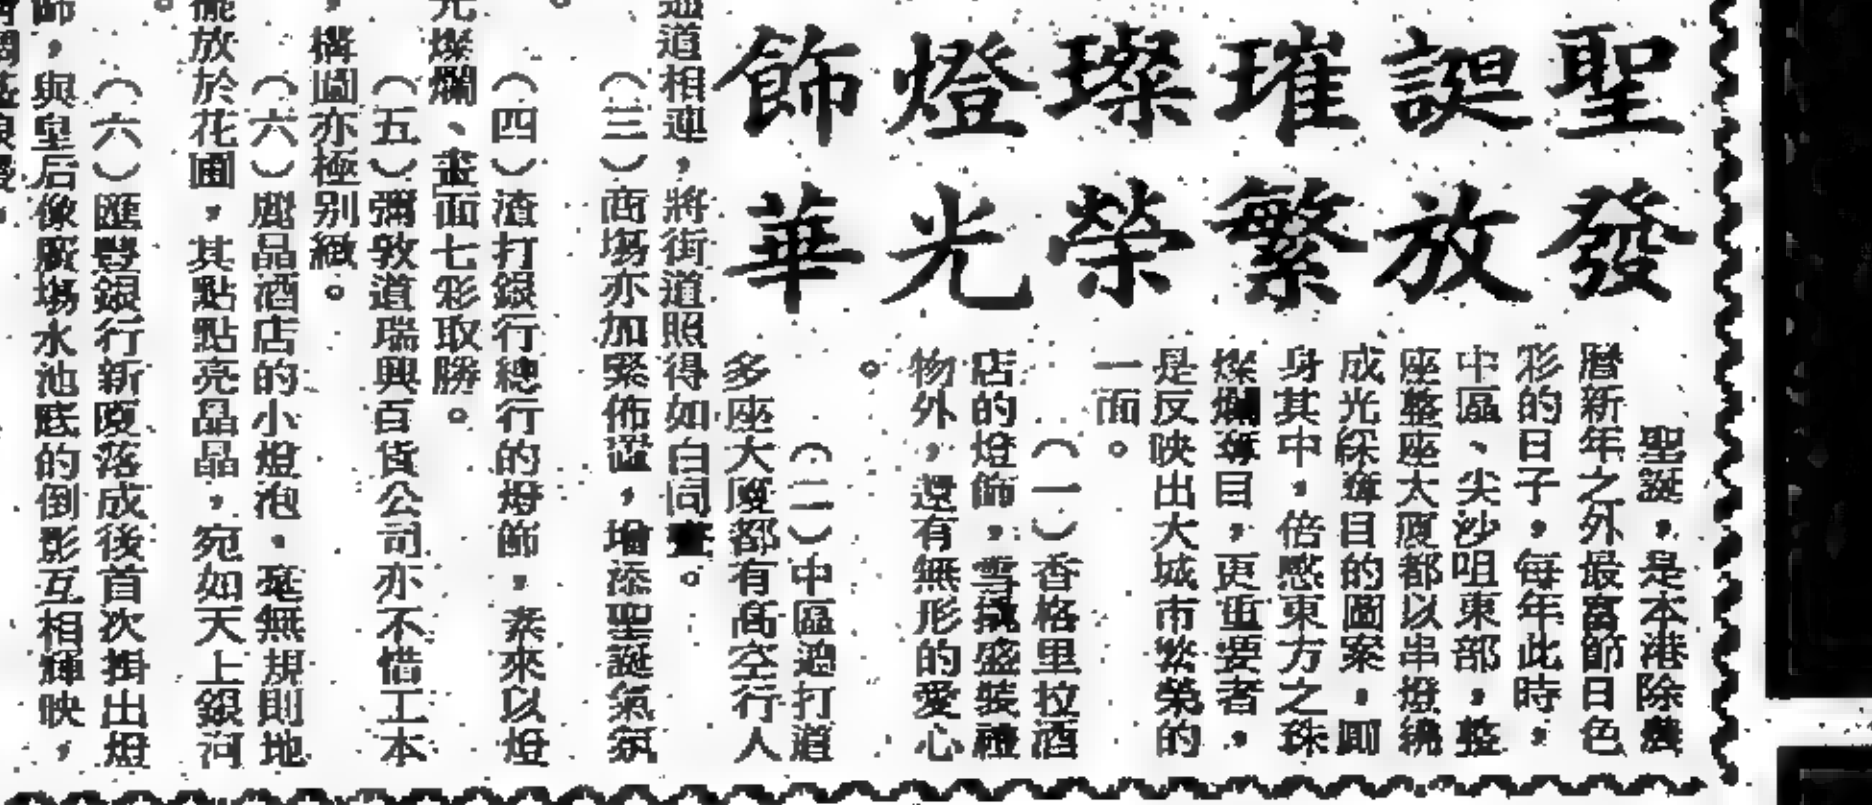 聖誕璀璨燈飾
發放繁榮光華
聖誕，是本港除農
曆新年之外最富節日色
彩的日子，每年此時，
中區、尖沙咀東部，整
座整座大廈都以串燈繞
成光綵奪目的圖案，圓
身其中，倍感東方之珠
燦爛奪目，更重要者，
是反映出大城市繁榮的
一面。
（一）香格里拉酒
店的燈飾，雪橇盛裝禮
物外，還有無形的愛心
。
（二）中區遮打道
多座大廈都有高空行人
通道相連，將街道照得如白同晝。
（三）商場亦加緊佈置，增添聖誕氣氛
。
（四）渣打銀行總行的燈飾，素來以燈
光燦爛、畫面七彩取勝。
（五）彌敦道瑞興百貨公司亦不惜工本
，構圖亦極別緻。
（六）麗晶酒店的小燈泡，毫無規則地
擺放於花圃，其點點亮晶晶，宛如天上銀河
。
（六）匯豐銀行新廈落成後首次掛出燈
飾，與皇后像廣場水池底的倒影互相輝映，